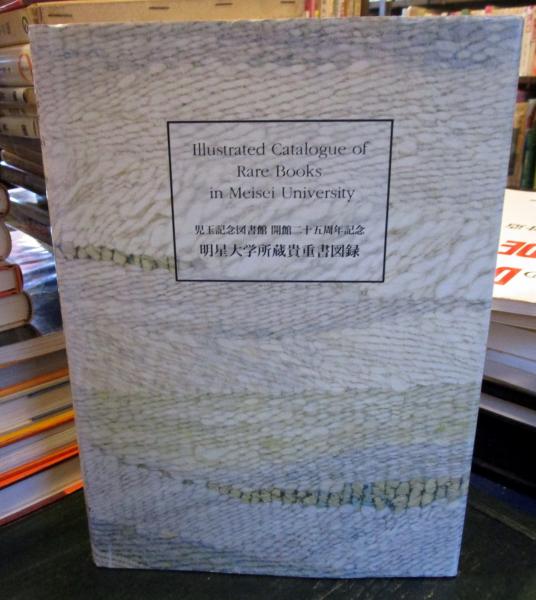 Illustrated Catalogue of
Rare Books
in Meisei University
児玉記念図書館 開館二十五周年記念
明星大学所蔵貴重書図録